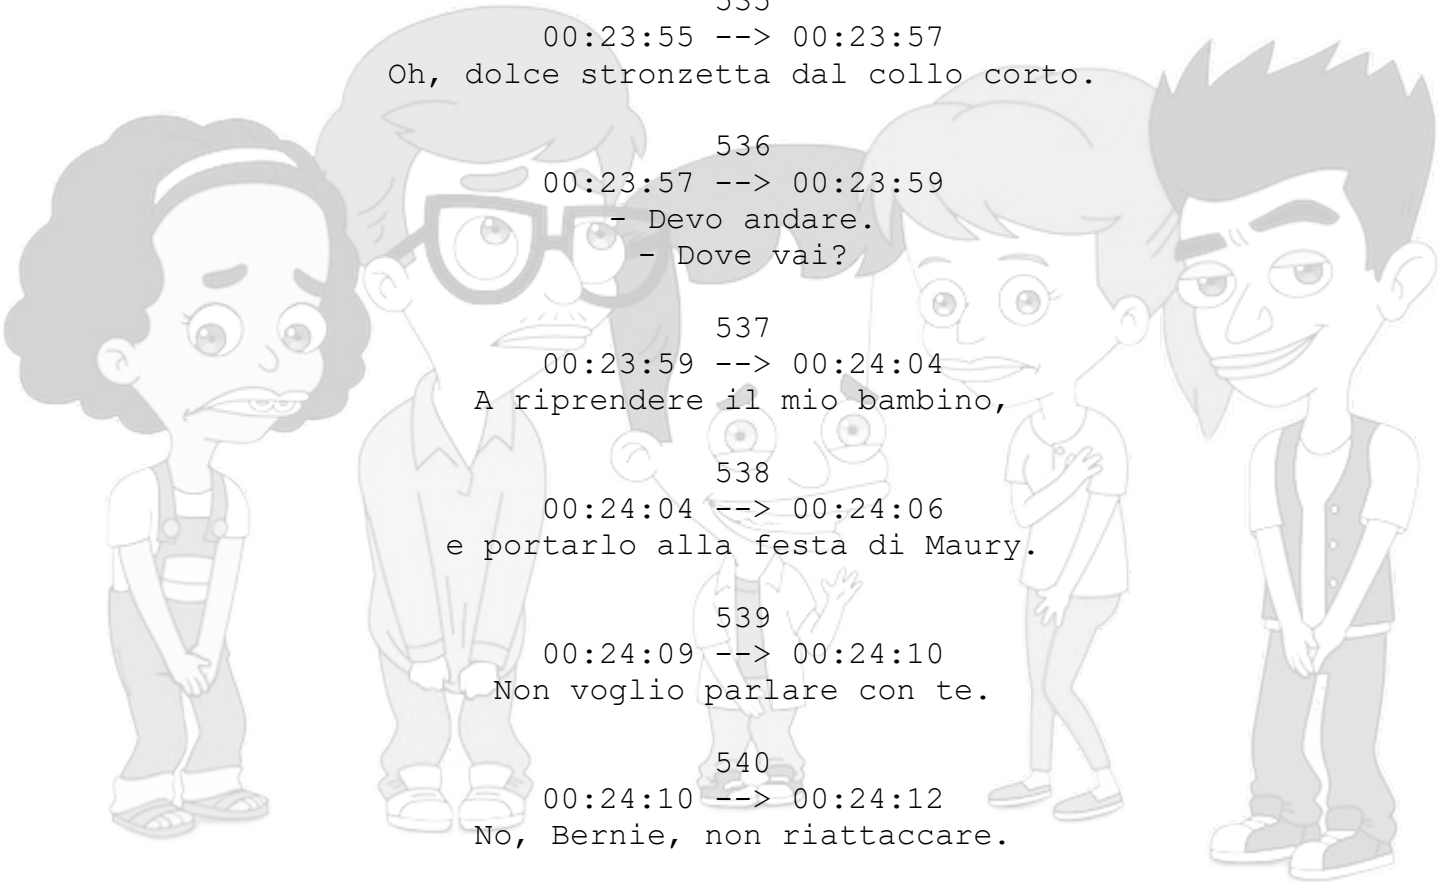 535
00:23:55 --> 00:23:57
Oh, dolce stronzetta dal collo corto.
536
00:23:57 --> 00:23:59
- Devo andare.
- Dove vai?
537
00:23:59 --> 00:24:04
A riprendere il mio bambino,
538
00:24:04 --> 00:24:06
e portarlo alla festa di Maury.
539
00:24:09 --> 00:24:10
Non voglio parlare con te.
540
00:24:10 --> 00:24:12
No, Bernie, non riattaccare.